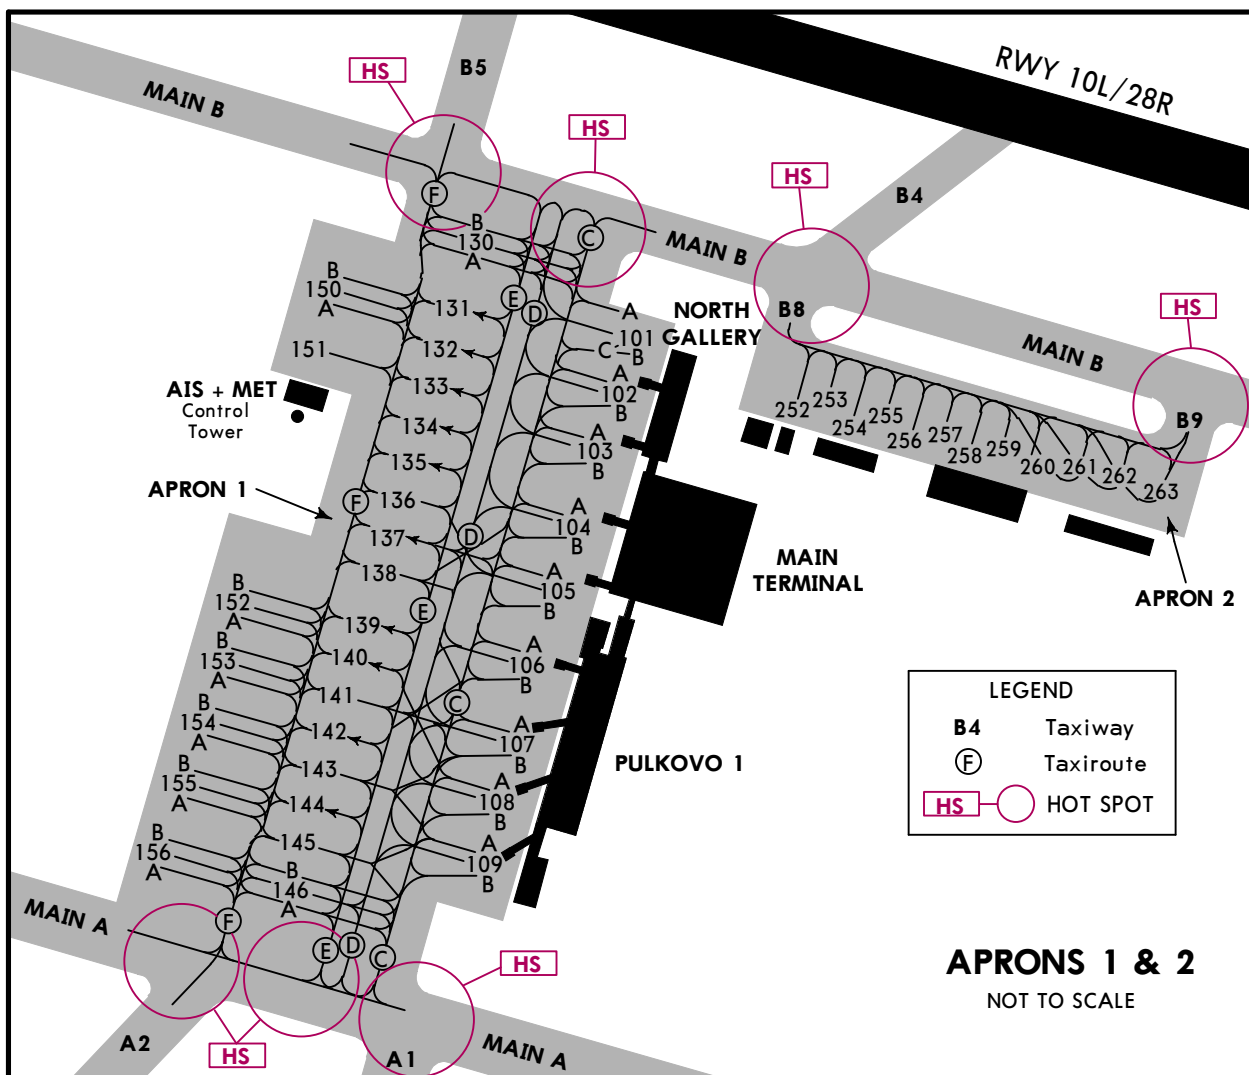 HS
B5
MAIN B
HS
RWY 10L/28R
HS
B4
F
B
130
A
C
MAIN B
B
150
A
E
D
131
A
101
C
B
NORTH
GALLERY
B8
HS
MAIN B
151
132
A
102
B
133
AIS + MET
Control
Tower
134
A
103
B
252
253
254
255
256
257
258
259
260
261
262
263
B9
135
APRON 1
F
136
137
D
A
104
B
138
A
105
B
MAIN
TERMINAL
APRON 2
B
152
A
E
139
B
153
A
140
A
106
B
141
C
B
154
A
142
A
107
B
PULKOVO 1
LEGEND
B4 Taxiway
F Taxiroute
HS HOT SPOT
B
155
A
143
A
108
B
144
B
156
A
145
A
109
B
B
146
A
MAIN A
F
E
D
C
HS
APRONS 1 & 2
NOT TO SCALE
A2
HS
A1
MAIN A